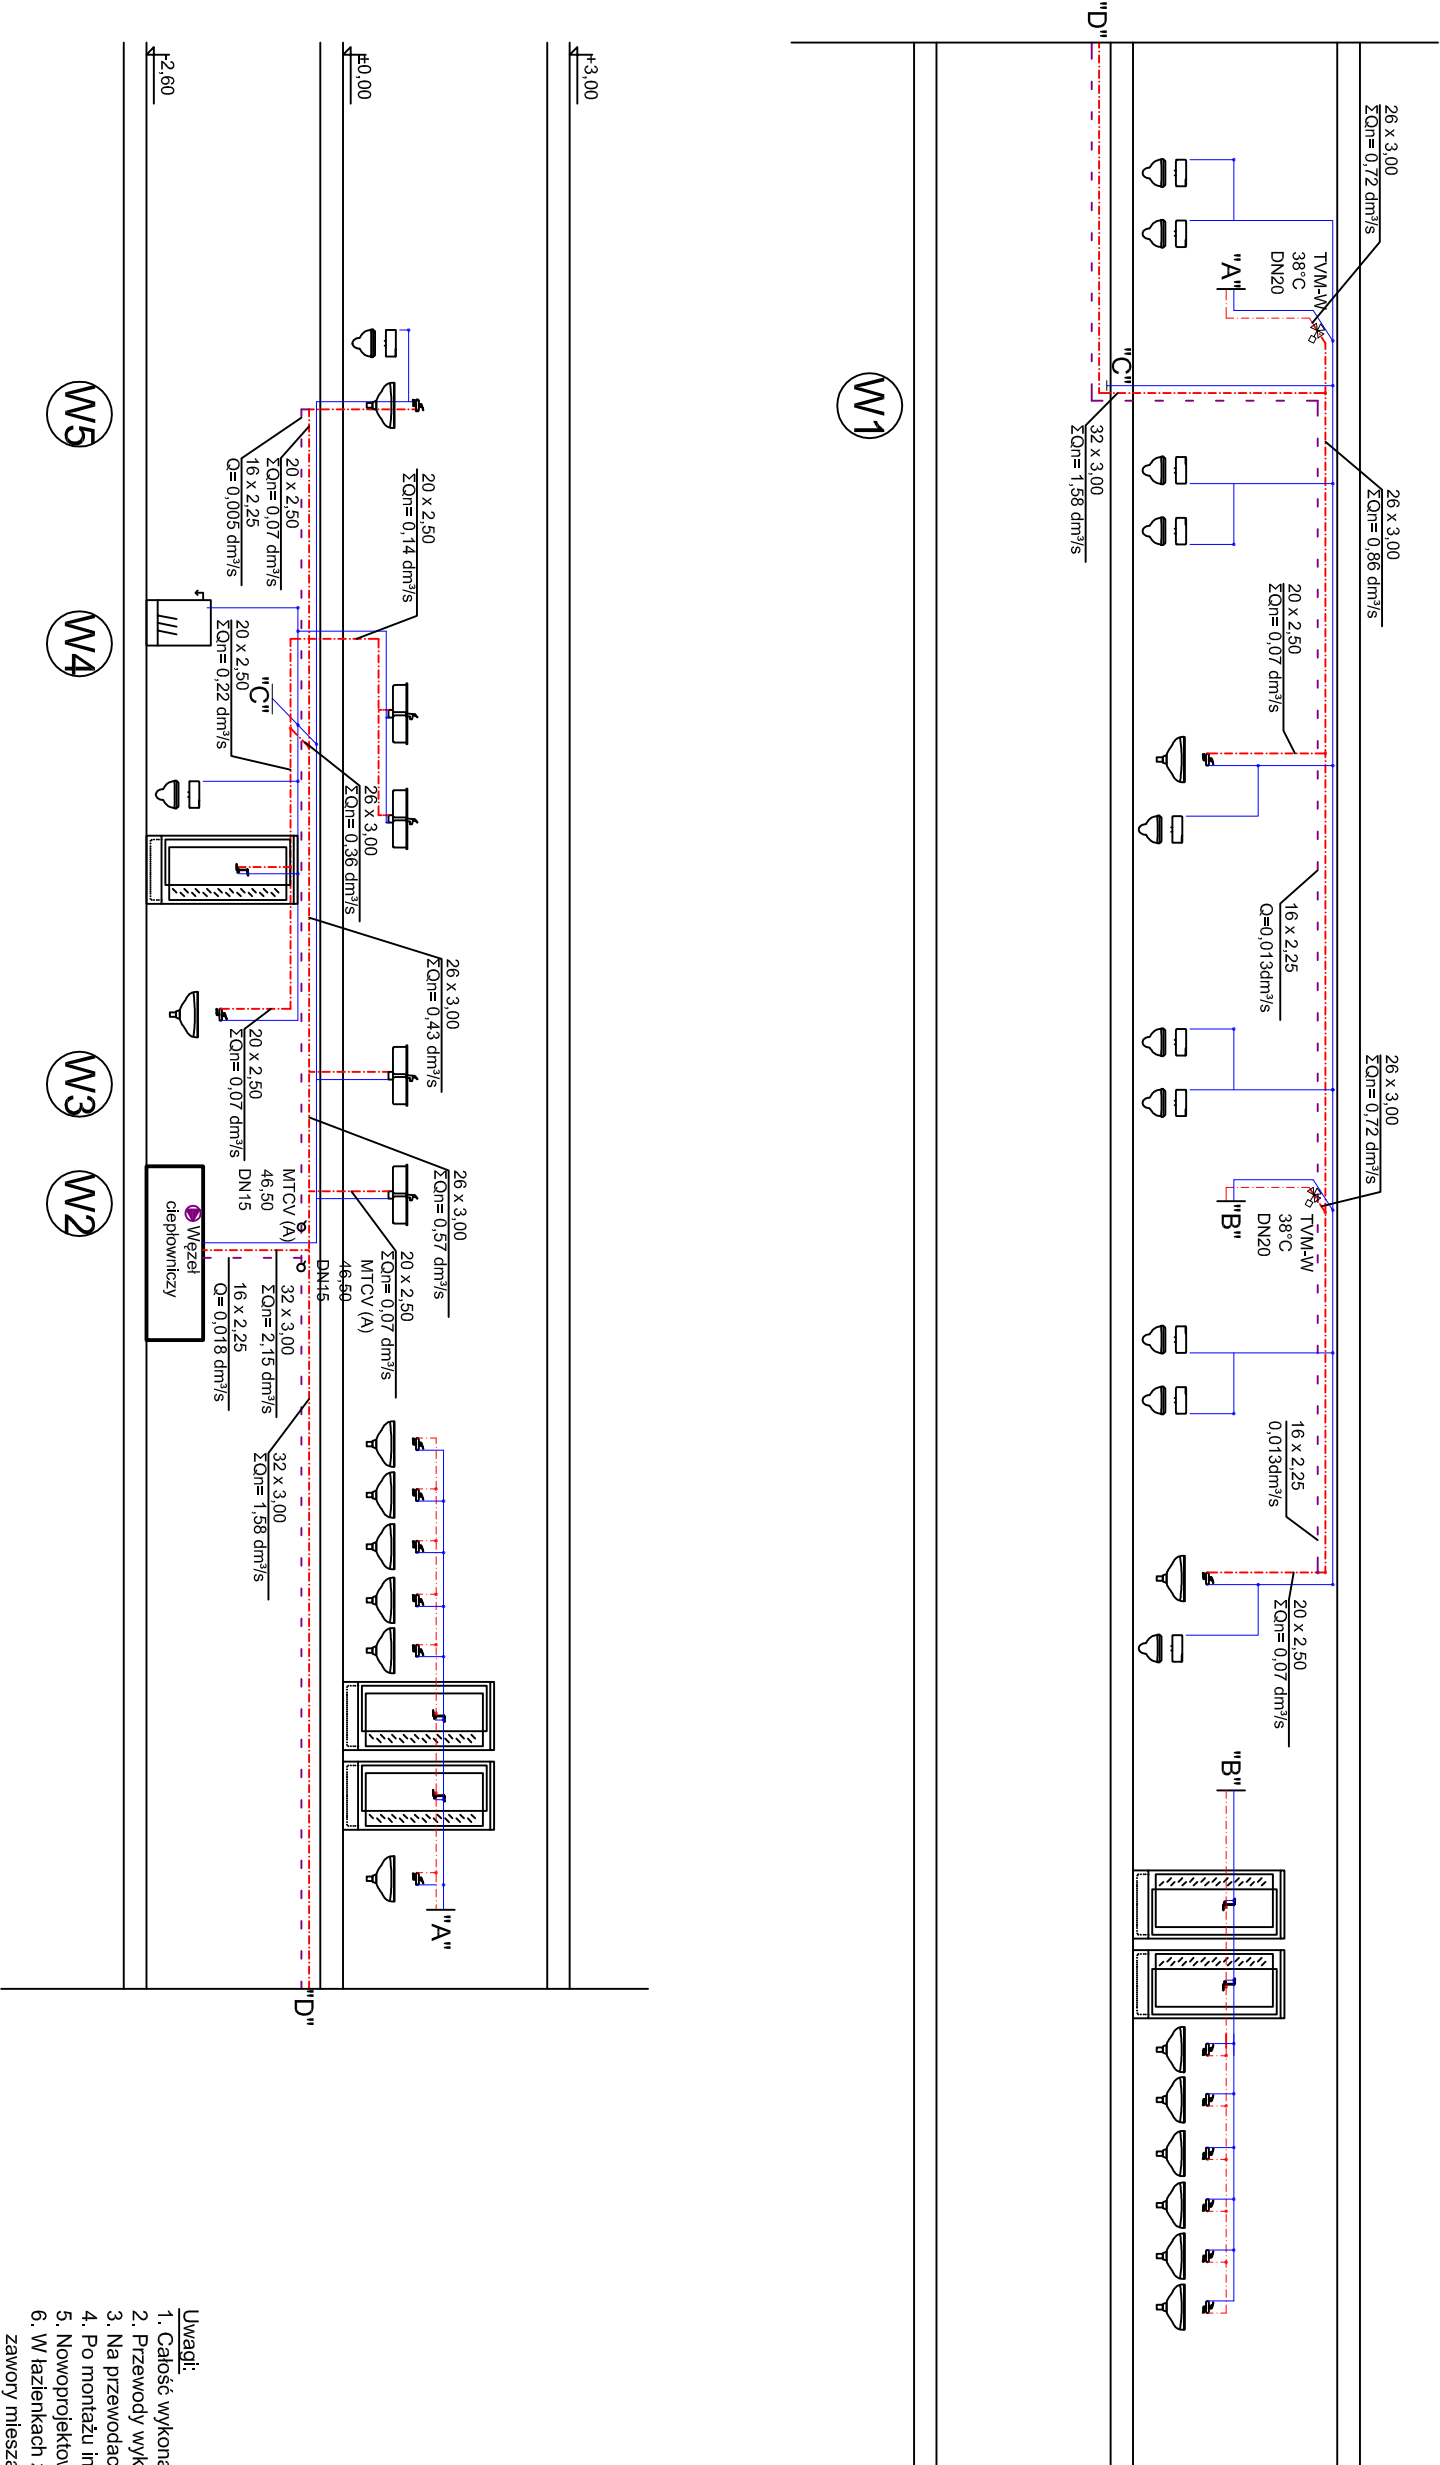 "D"
26 x 3,00
ΣQn= 0,72 dm³/s
TVM-W
38°C
DN20
"A"
"C"
32 x 3,00
ΣQn= 1,58 dm³/s
W1
26 x 3,00
ΣQn= 0,86 dm³/s
20 x 2,50
ΣQn= 0,07 dm³/s
16 x 2,25
Q=0,013dm³/s
26 x 3,00
ΣQn= 0,72 dm³/s
TVM-W
38°C
DN20
"B"
16 x 2,25
0,013dm³/s
20 x 2,50
ΣQn= 0,07 dm³/s
"B"
+3,00
±0,00
-2,60
20 x 2,50
ΣQn= 0,14 dm³/s
20 x 2,50
ΣQn= 0,07 dm³/s
16 x 2,25
Q= 0,005 dm³/s
W5
20 x 2,50
ΣQn= 0,22 dm³/s
"C"
W4
26 x 3,00
ΣQn= 0,36 dm³/s
26 x 3,00
ΣQn= 0,43 dm³/s
20 x 2,50
ΣQn= 0,07 dm³/s
W3
26 x 3,00
ΣQn= 0,57 dm³/s
MTCV (A)
46,50
DN15
W2
Węzeł
ciepłowniczy
20 x 2,50
ΣQn= 0,07 dm³/s
MTCV (A)
46,50
DN15
32 x 3,00
ΣQn= 2,15 dm³/s
16 x 2,25
Q= 0,018 dm³/s
32 x 3,00
ΣQn= 1,58 dm³/s
"A"
"D"
Uwagi:
1. Całość wykona
2. Przewody wyk
3. Na przewodac
4. Po montażu in
5. Nowoprojektow
6. W łazienkach
zawory miesza